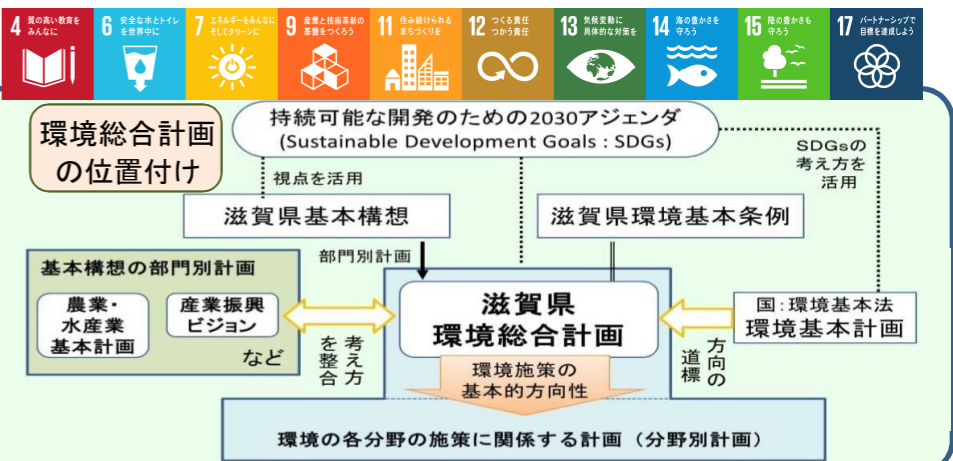 4 質の高い教育を
みんなに
6 安全な水とトイレ
を世界中に
7 エネルギーをみんなに
そしてクリーンに
9 産業と技術革新の
基盤をつくろう
11 住み続けられる
まちづくりを
12 つくる責任
つかう責任
13 気候変動に
具体的な対策を
14 海の豊かさを
守ろう
15 陸の豊かさも
守ろう
17 パートナーシップで
目標を達成しよう
環境総合計画
の位置付け
持続可能な開発のための2030アジェンダ
(Sustainable Development Goals : SDGs)
視点を活用
SDGsの
考え方を
活用
滋賀県基本構想
滋賀県環境基本条例
部門別計画
基本構想の部門別計画
農業・
水産業
基本計画
産業振興
ビジョン
など
考え方
を整合
滋賀県
環境総合計画
国:環境基本法
環境基本計画
方向の
道標
環境施策の
基本的方向性
環境の各分野の施策に関係する計画（分野別計画）